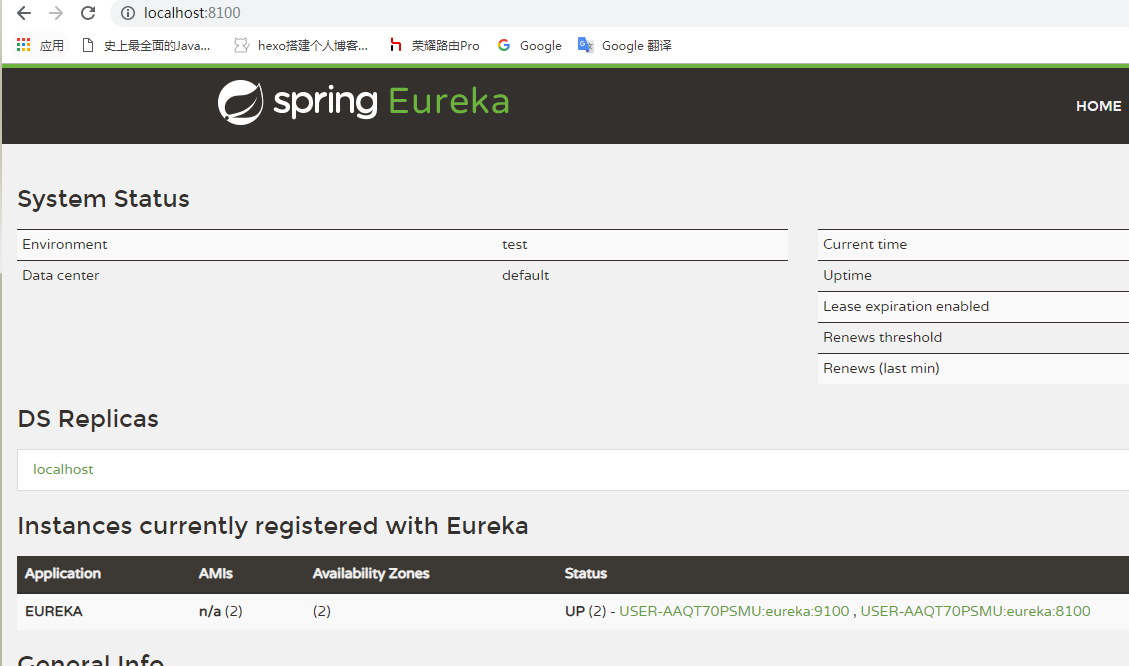 localhost:8100
应用 史上最全面的Java... hexo搭建个人博客... 荣耀路由Pro Google Google 翻译
spring Eureka
HOME
System Status
Environment test
Data center default
Current time
Uptime
Lease expiration enabled
Renews threshold
Renews (last min)
DS Replicas
localhost
Instances currently registered with Eureka
Application AMIs Availability Zones Status
EUREKA n/a (2) (2) UP (2) - USER-AAQT70PSMU:eureka:9100 , USER-AAQT70PSMU:eureka:8100
General Info